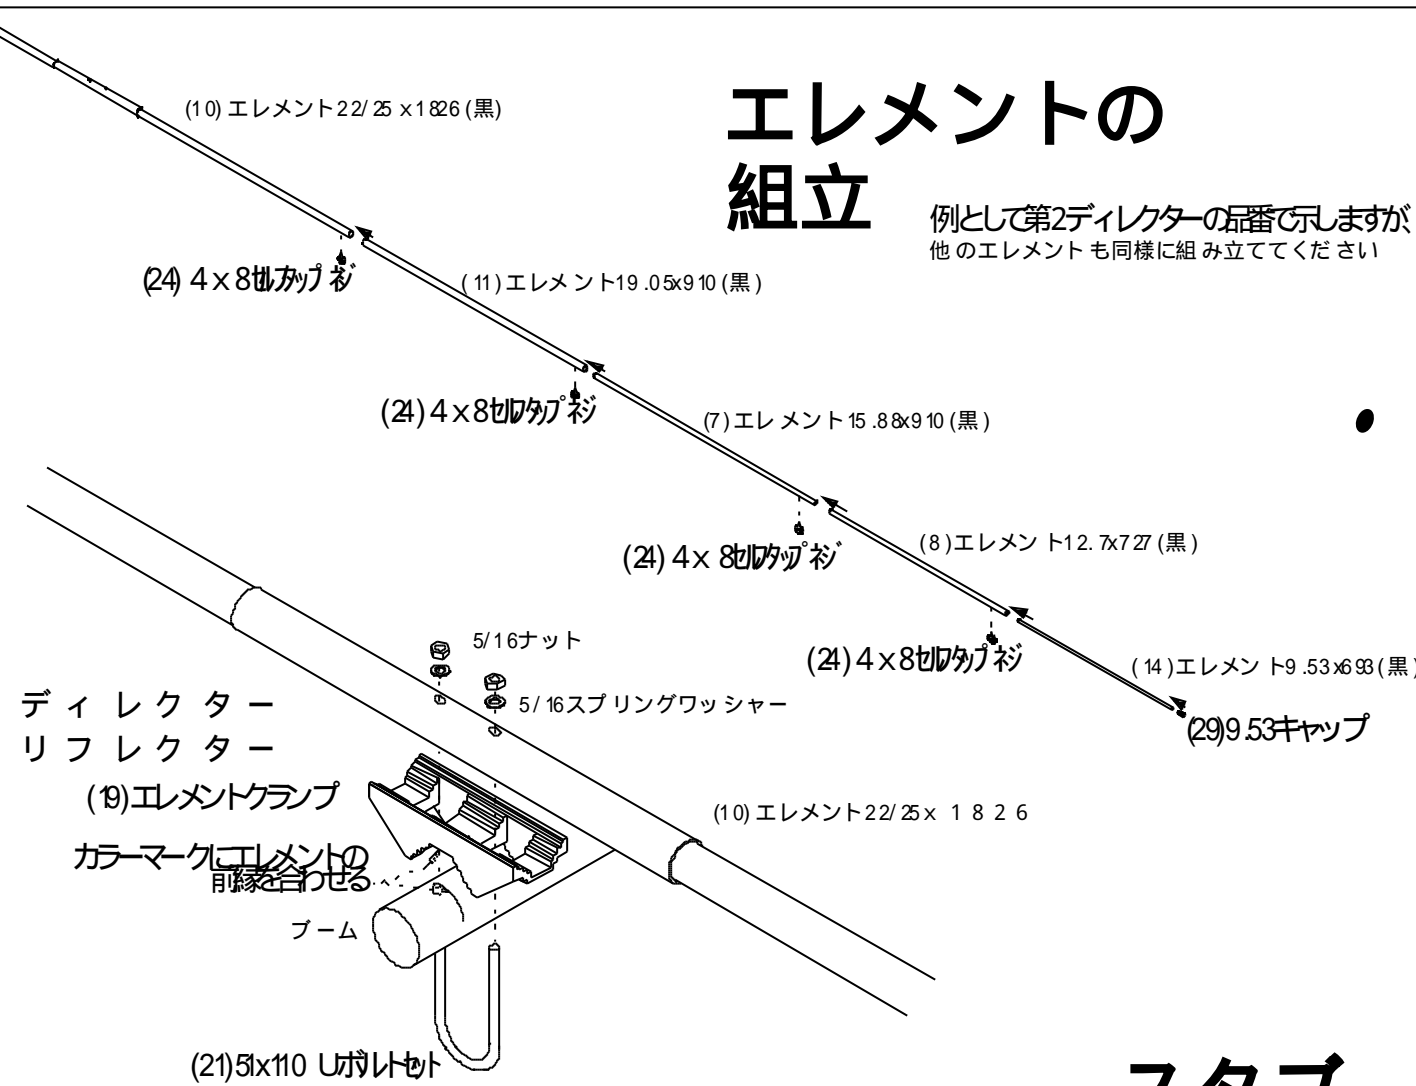 エレメントの
組立
例として第2ディレクターの品番で示しますが、
他のエレメントも同様に組み立ててください
(10)エレメント22/25x1826(黒)
(24)4x8セルフタップネジ
(11)エレメント19.05x910(黒)
(24)4x8セルフタップネジ
(7)エレメント15.88x910(黒)
(24)4x8セルフタップネジ
(8)エレメント12.7x727(黒)
(24)4x8セルフタップネジ
(14)エレメント9.53x693(黒)
(29)9.53キャップ
5/16ナット
5/16スプリングワッシャー
ディレクター
リフレクター
(19)エレメントクランプ
(10)エレメント22/25x1826
カラーマークにエレメントの
前縁を合わせる
ブーム
(21)51x110 Uボルトセット
スタブ